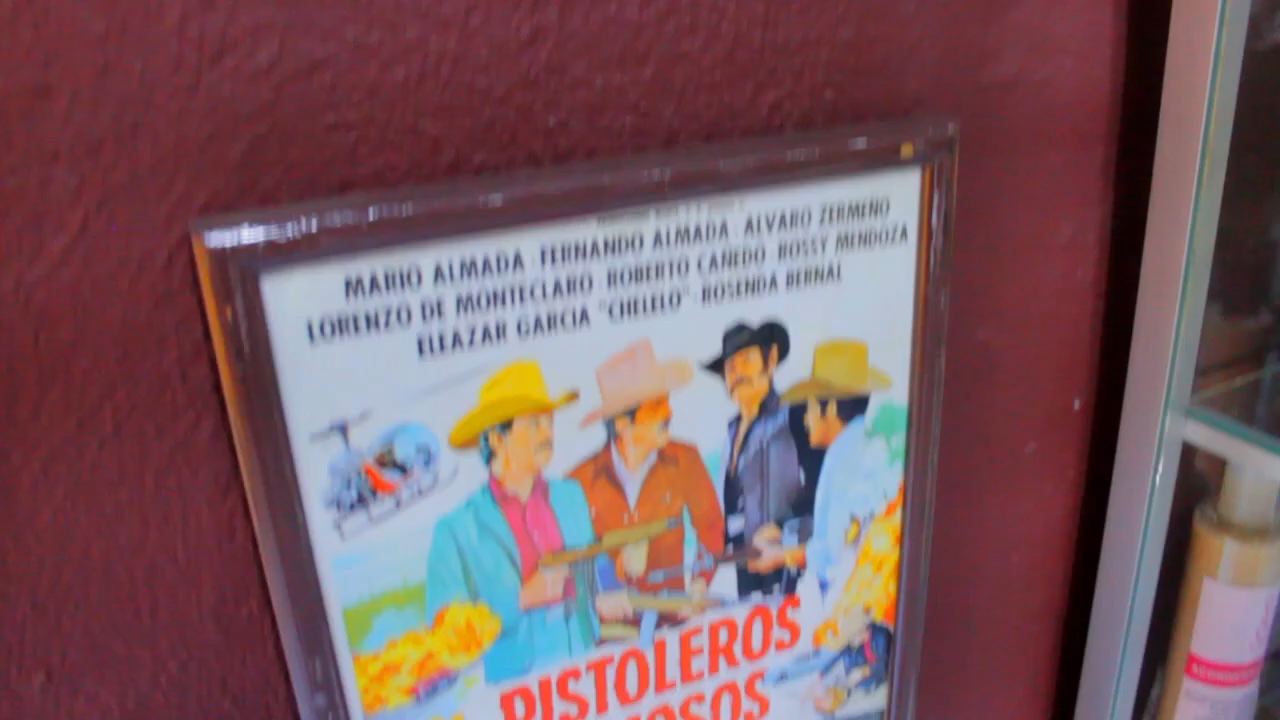 MARIO ALMADA · FERNANDO ALMADA · ALVARO ZERMEÑO
LORENZO DE MONTECLARO · ROBERTO CAÑEDO · ROSSY MENDOZA
ELEAZAR GARCIA "CHELELO" · ROSENDA BERNAL
PISTOLEROS